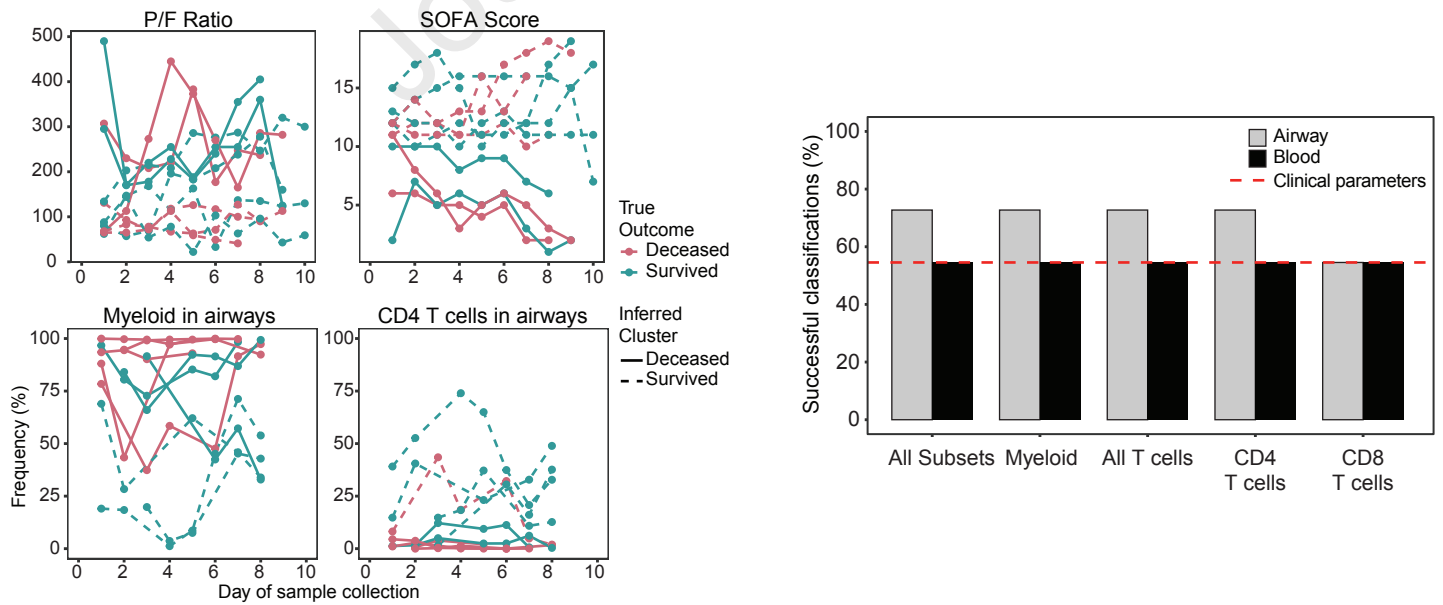 Jo
P/F Ratio
SOFA Score
500
400
300
200
100
0
0 2 4 6 8 10
15
10
5
0 2 4 6 8 10
True
Outcome
Deceased
Survived
Myeloid in airways
CD4 T cells in airways
Inferred
Cluster
Deceased
Survived
Frequency (%)
100
75
50
25
0
0 2 4 6 8 10
100
75
50
25
0
0 2 4 6 8 10
Day of sample collection
Successful classifications (%)
100
80
60
40
20
0
Airway
Blood
Clinical parameters
All Subsets Myeloid All T cells CD4 CD8
T cells T cells